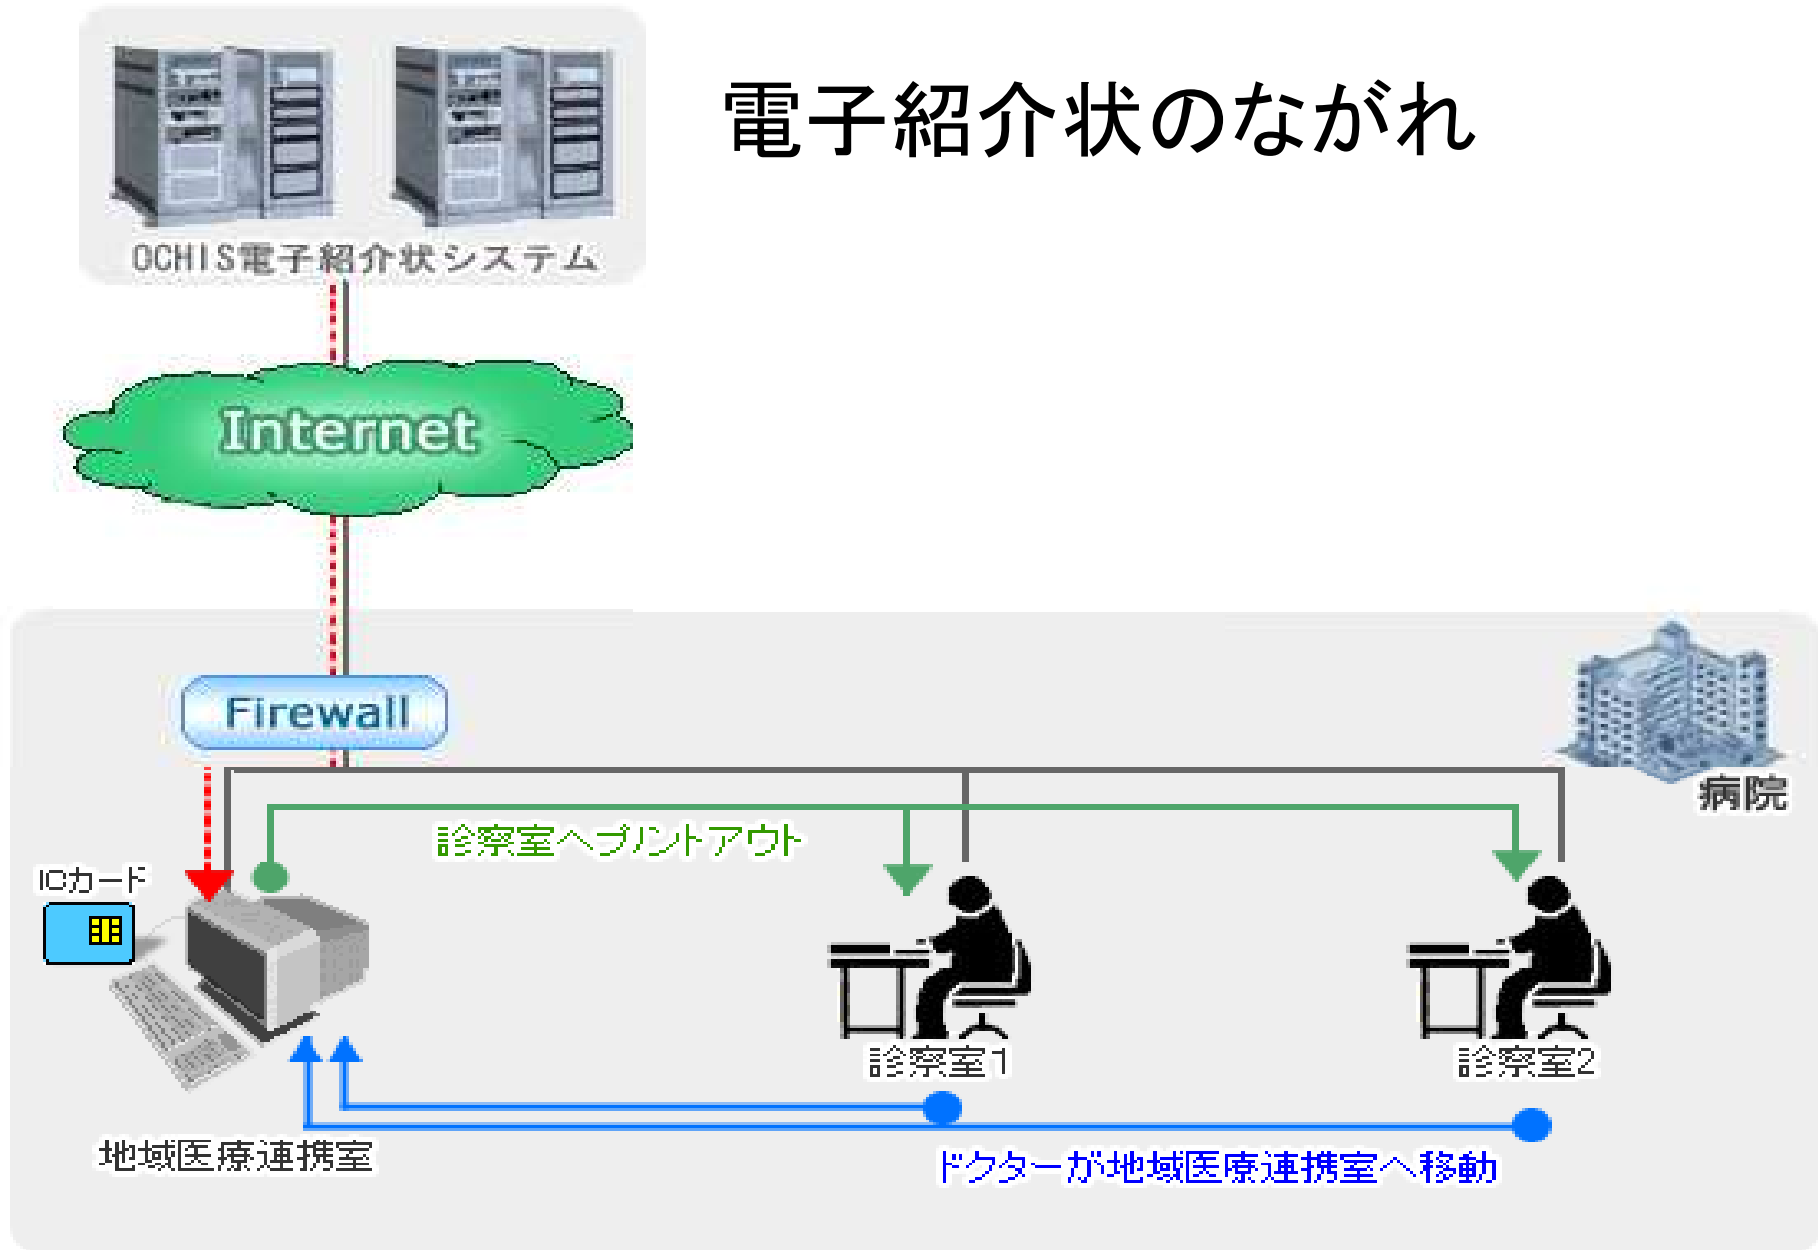 電子紹介状のながれ
OCHIS電子紹介状システム
Internet
Firewall
病院
診察室へプリントアウト
ICカード
診察室1
診察室2
地域医療連携室
ドクターが地域医療連携室へ移動